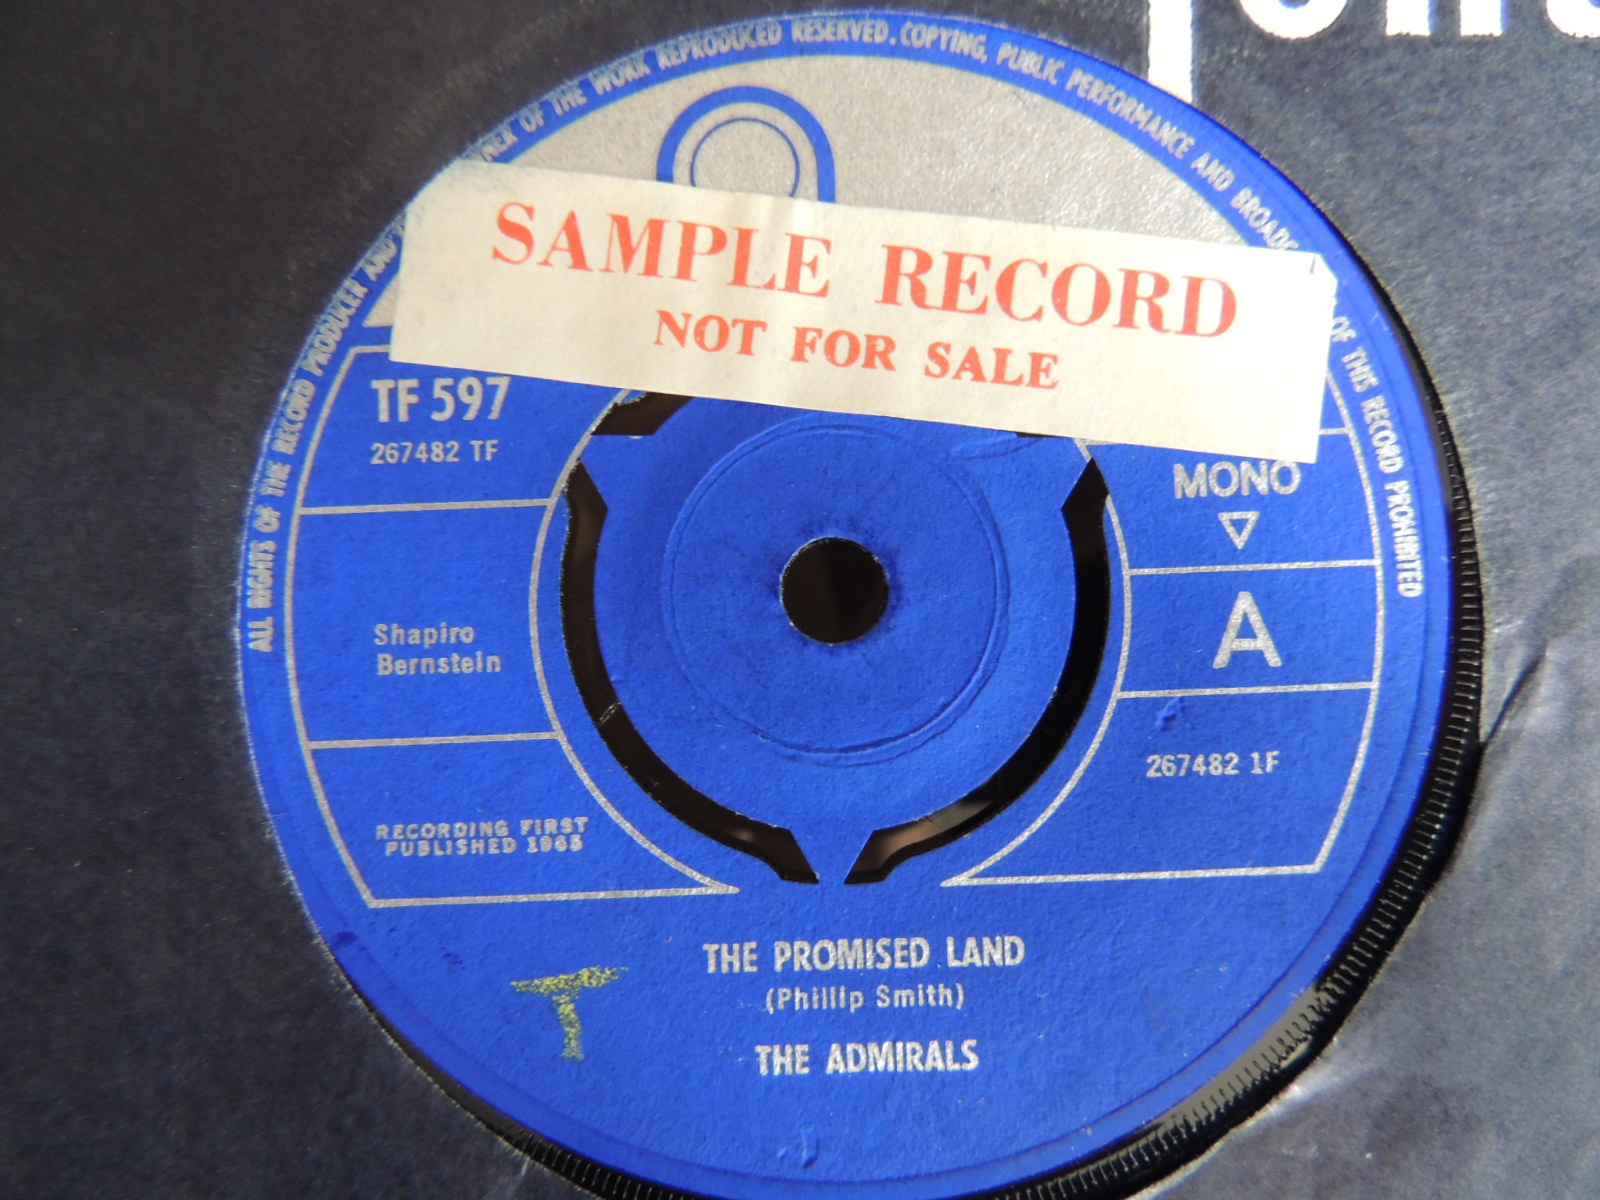 ALL RIGHTS OF THE RECORD PRODUCER AND OF THE WORK REPRODUCED RESERVED. COPYING, PUBLIC PERFORMANCE AND OF THIS RECORD PROHIBITED
SAMPLE RECORD
NOT FOR SALE
TF 597
267482 TF
MONO
A
Shapiro
Bernstein
267482 1F
RECORDING FIRST
PUBLISHED 1965
THE PROMISED LAND
(Phillip Smith)
THE ADMIRALS
T